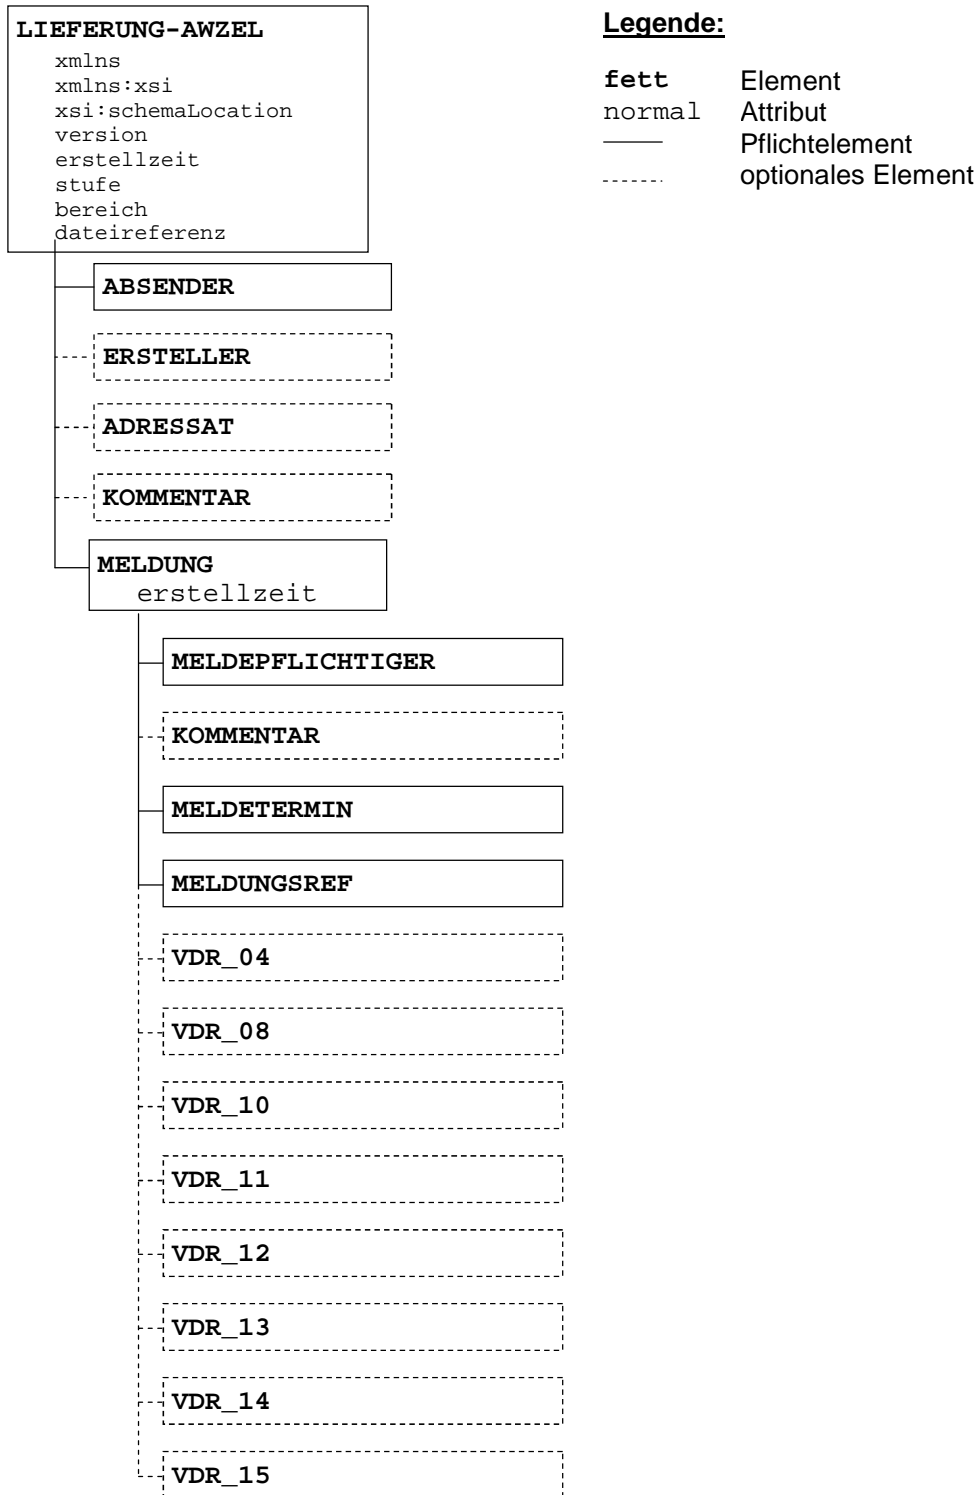 LIEFERUNG-AWZEL
xmlns
xmlns:xsi
xsi:schemaLocation
version
erstellzeit
stufe
bereich
dateireferenz
Legende:
fett Element
normal Attribut
Pflichtelement
optionales Element
ABSENDER
ERSTELLER
ADRESSAT
KOMMENTAR
MELDUNG
erstellzeit
MELDEPFLICHTIGER
KOMMENTAR
MELDETERMIN
MELDUNGSREF
VDR_04
VDR_08
VDR_10
VDR_11
VDR_12
VDR_13
VDR_14
VDR_15